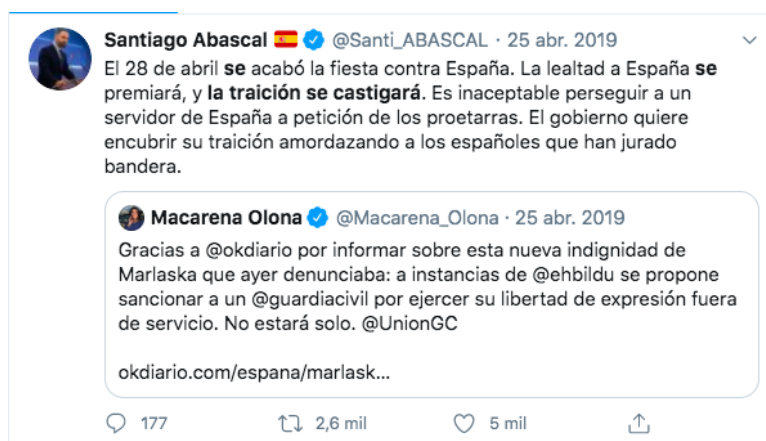 Santiago Abascal 🇪🇸 @Santi_ABASCAL · 25 abr. 2019
El 28 de abril se acabó la fiesta contra España. La lealtad a España se
premiará, y la traición se castigará. Es inaceptable perseguir a un
servidor de España a petición de los proetarras. El gobierno quiere
encubrir su traición amordazando a los españoles que han jurado
bandera.
Macarena Olona @Macarena_Olona · 25 abr. 2019
Gracias a @okdiario por informar sobre esta nueva indignidad de
Marlaska que ayer denunciaba: a instancias de @ehbildu se propone
sancionar a un @guardiacivil por ejercer su libertad de expresión fuera
de servicio. No estará solo. @UnionGC
okdiario.com/espana/marlask...
177 2,6 mil 5 mil